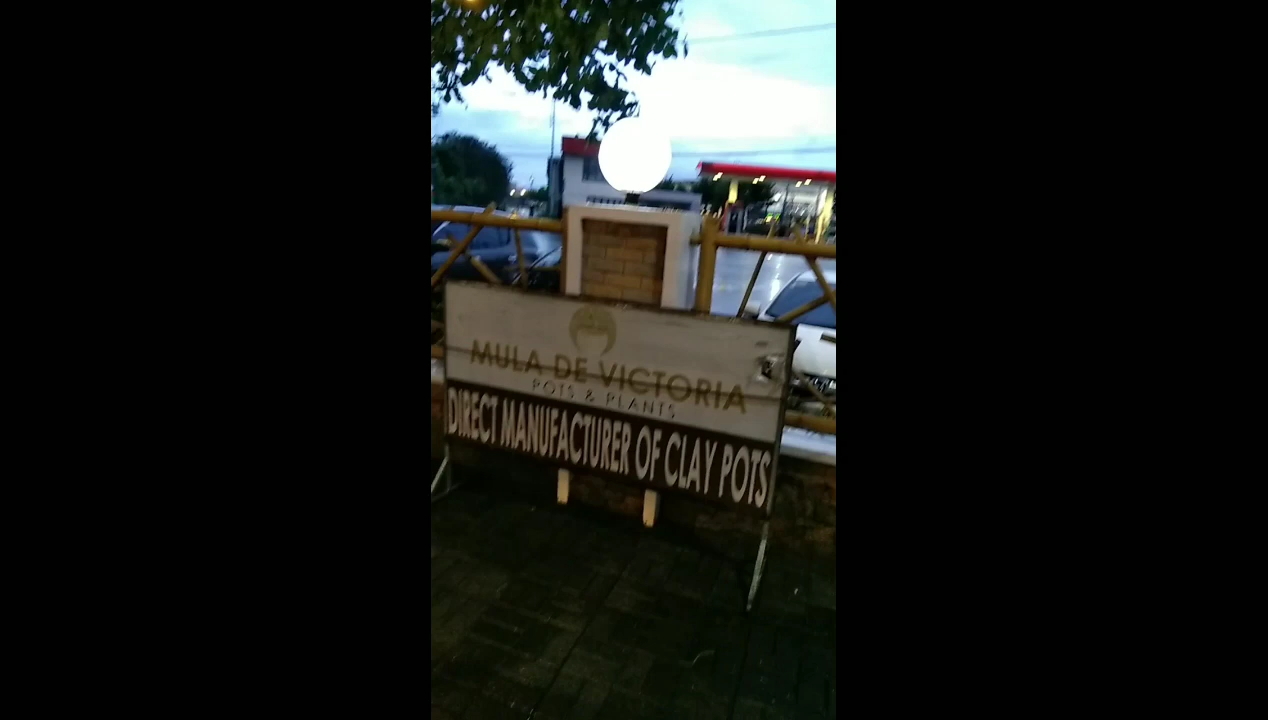 MULA DE VICTORIA
POTS & PLANTS
DIRECT MANUFACTURER OF CLAY POTS